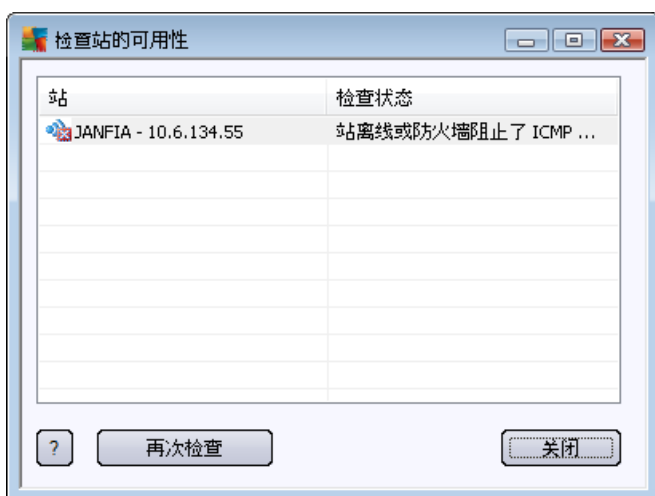 检查站的可用性
站 检查状态
JANFIA - 10.6.134.55 站离线或防火墙阻止了 ICMP ...
? 再次检查 关闭